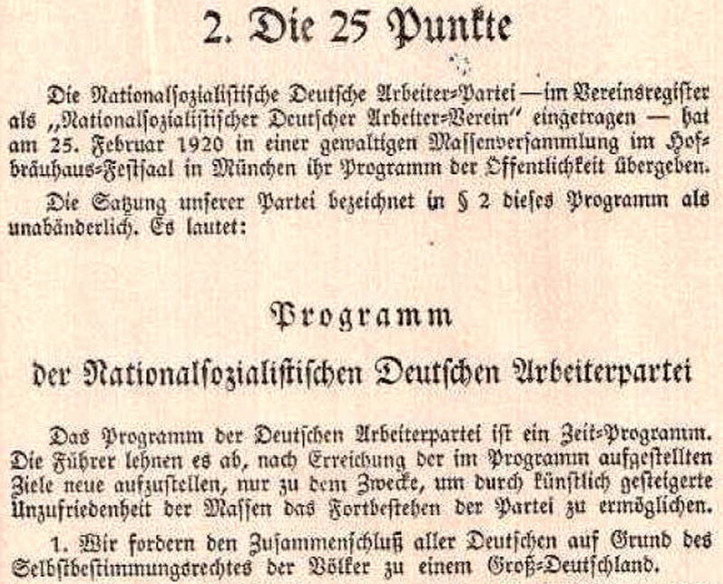 2. Die 25 Punkte
Die Nationalsozialistische Deutsche Arbeiter-Partei — im Vereinsregister
als „Nationalsozialistischer Deutscher Arbeiter-Verein“ eingetragen — hat
am 25. Februar 1920 in einer gewaltigen Massenversammlung im Hof-
bräuhaus-Festsaal in München ihr Programm der Öffentlichkeit übergeben.
Die Satzung unserer Partei bezeichnet in § 2 dieses Programm als
unabänderlich. Es lautet:
Programm
der Nationalsozialistischen Deutschen Arbeiterpartei
Das Programm der Deutschen Arbeiterpartei ist ein Zeit-Programm.
Die Führer lehnen es ab, nach Erreichung der im Programm aufgestellten
Ziele neue aufzustellen, nur zu dem Zwecke, um durch künstlich gesteigerte
Unzufriedenheit der Massen das Fortbestehen der Partei zu ermöglichen.
1. Wir fordern den Zusammenschluß aller Deutschen auf Grund des
Selbstbestimmungsrechtes der Völker zu einem Groß-Deutschland.